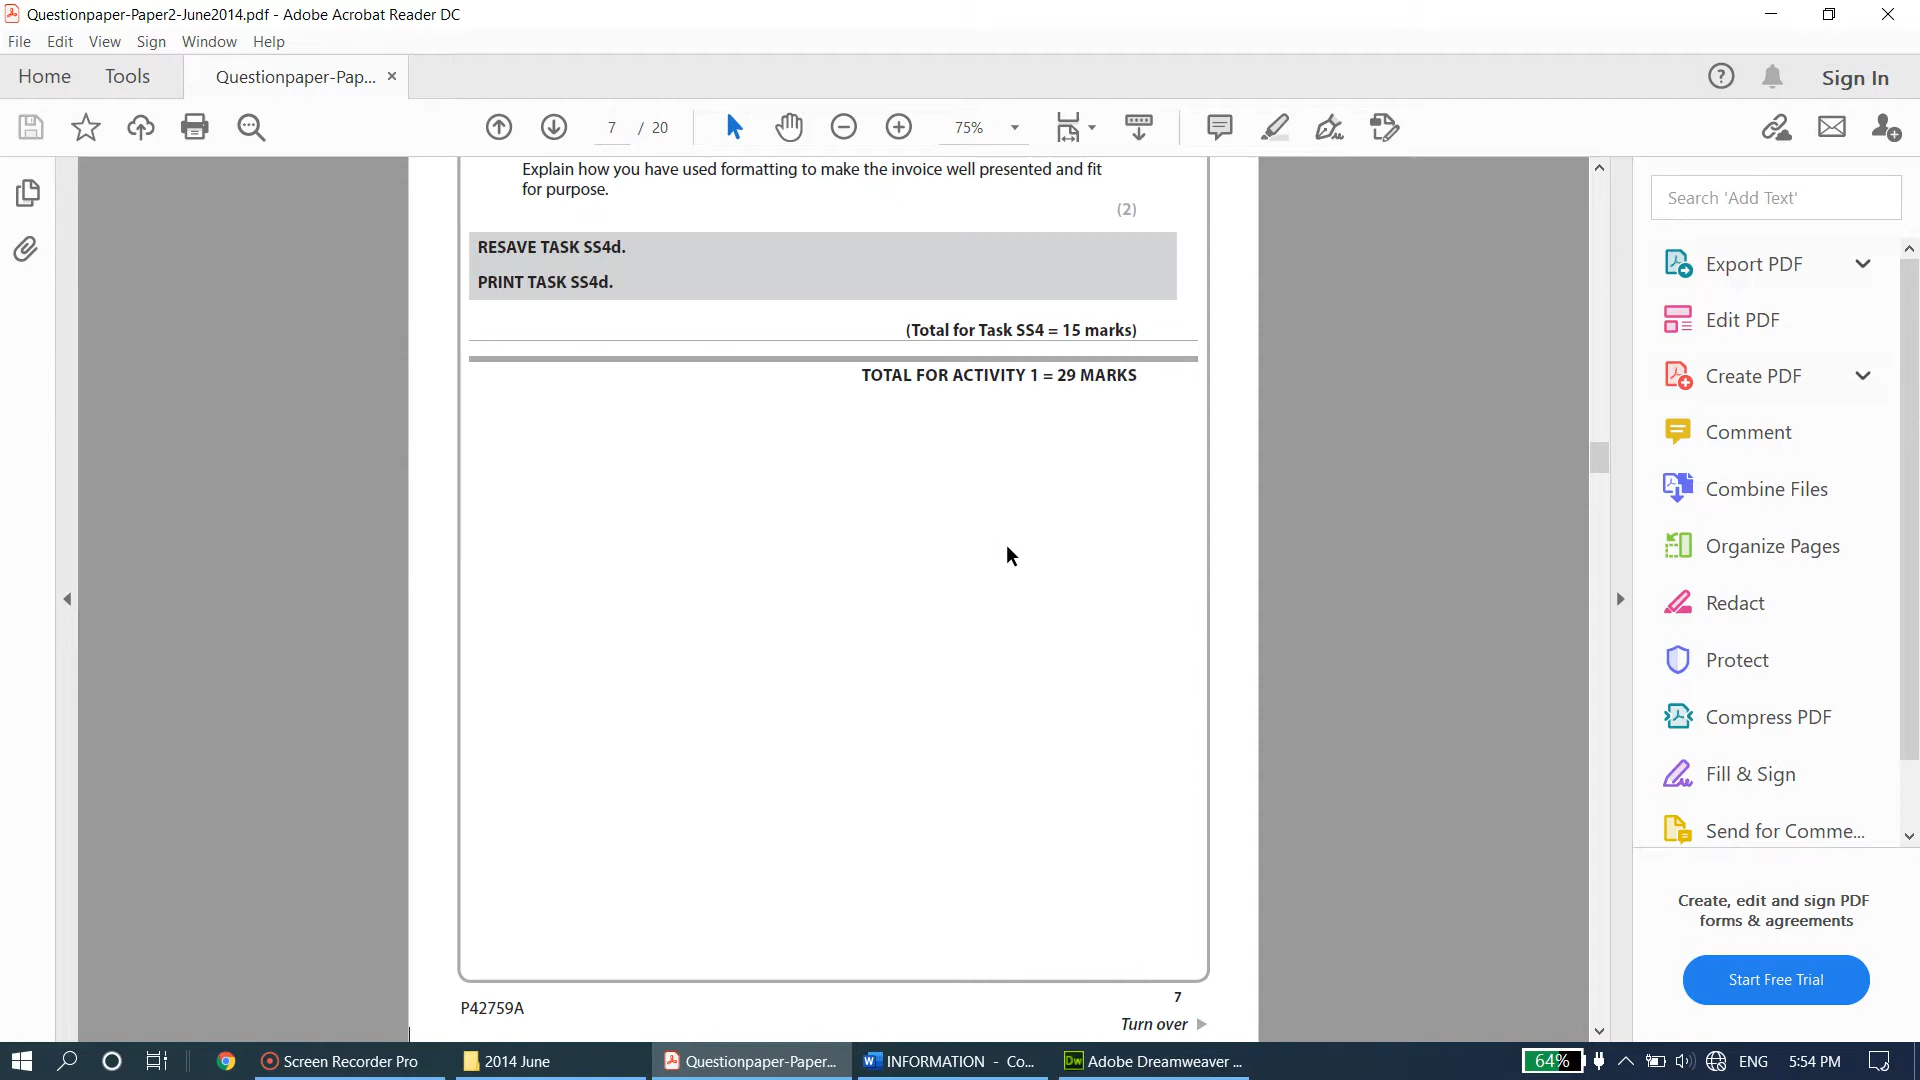 Questionpaper-Paper2-June2014.pdf - Adobe Acrobat Reader DC
File Edit View Sign Window Help
Home Tools Questionpaper-Pap... × Sign In
7 / 20 75%
Explain how you have used formatting to make the invoice well presented and fit
for purpose.
(2)
RESAVE TASK SS4d.
PRINT TASK SS4d.
(Total for Task SS4 = 15 marks)
TOTAL FOR ACTIVITY 1 = 29 MARKS
P42759A
7
Turn over
Search 'Add Text'
Export PDF
Edit PDF
Create PDF
Comment
Combine Files
Organize Pages
Redact
Protect
Compress PDF
Fill & Sign
Send for Comme...
Create, edit and sign PDF
forms & agreements
Start Free Trial
Screen Recorder Pro 2014 June Questionpaper-Paper... INFORMATION - Co... Dw Adobe Dreamweaver ... 64% ENG 5:54 PM